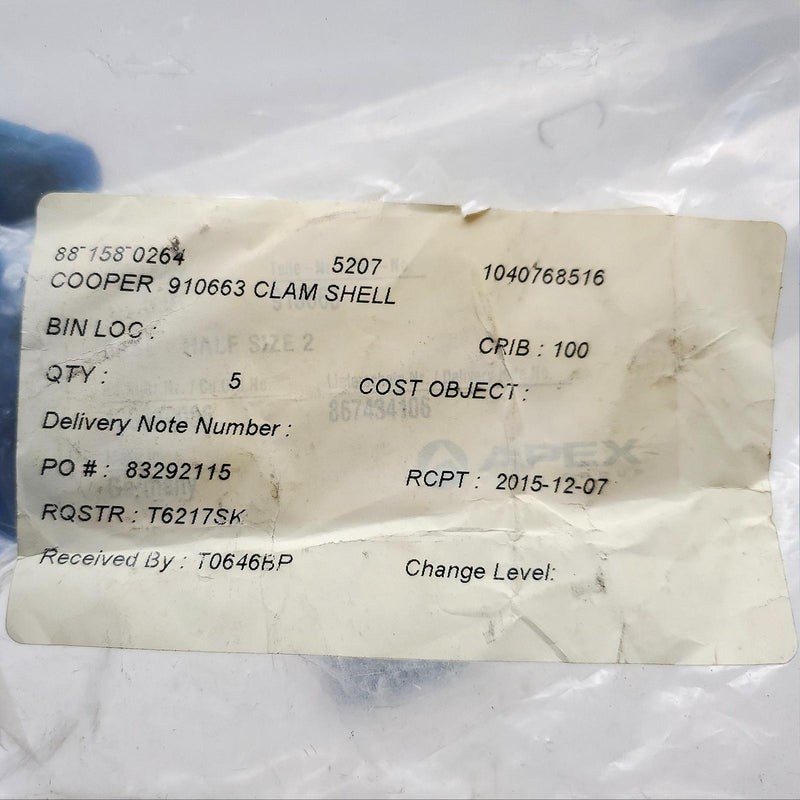 88-158-0264 5207 1040768516
COOPER 910663 CLAM SHELL
BIN LOC :
HALF SIZE 2
CRIB : 100
QTY : 5 COST OBJECT :
867434106
Delivery Note Number :
APEX
PO # : 83292115 RCPT : 2015-12-07
Germany
RQSTR : T6217SK
Received By : T0646BP Change Level: